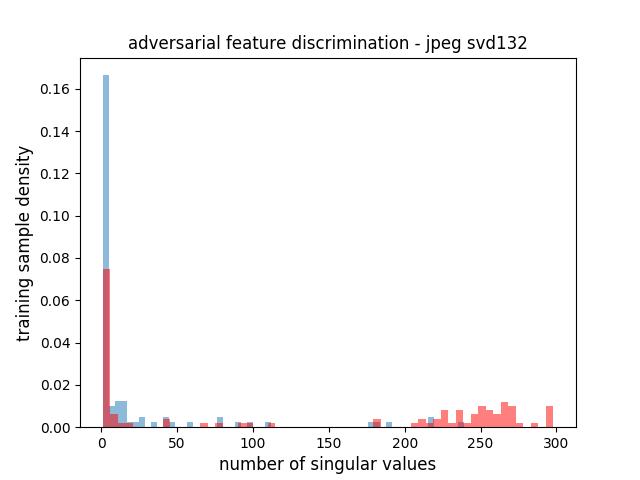 adversarial feature discrimination - jpeg svd132
training sample density
0.16
0.14
0.12
0.10
0.08
0.06
0.04
0.02
0.00
0 50 100 150 200 250 300
number of singular values